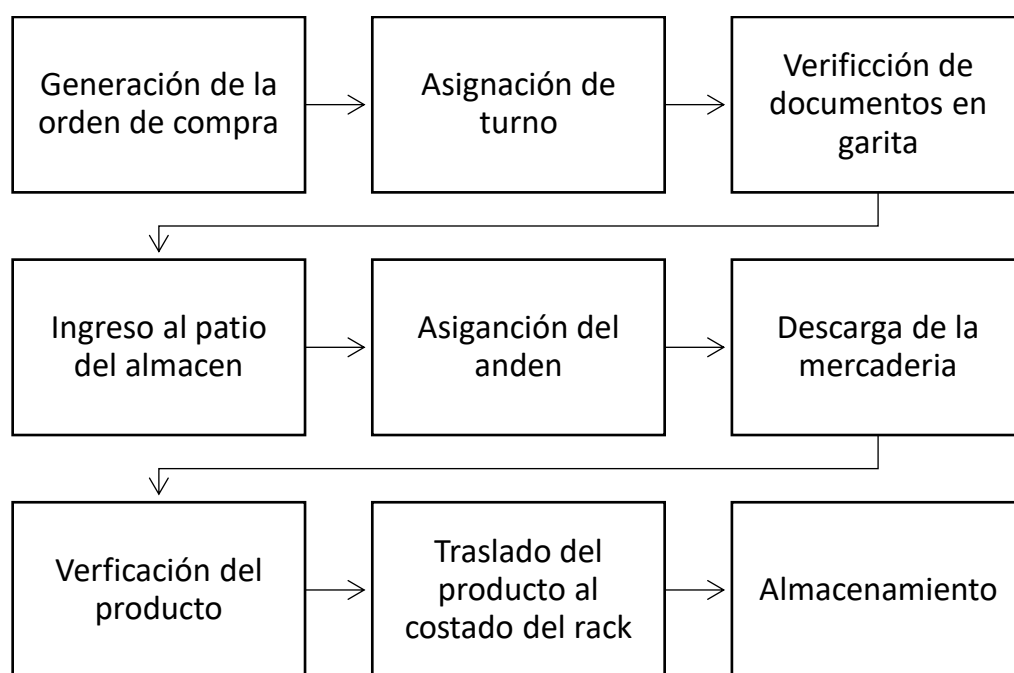 Generación de la
orden de compra
Asignación de
turno
Verificción de
documentos en
garita
Ingreso al patio
del almacen
Asiganción del
anden
Descarga de la
mercaderia
Verficación del
producto
Traslado del
producto al
costado del rack
Almacenamiento